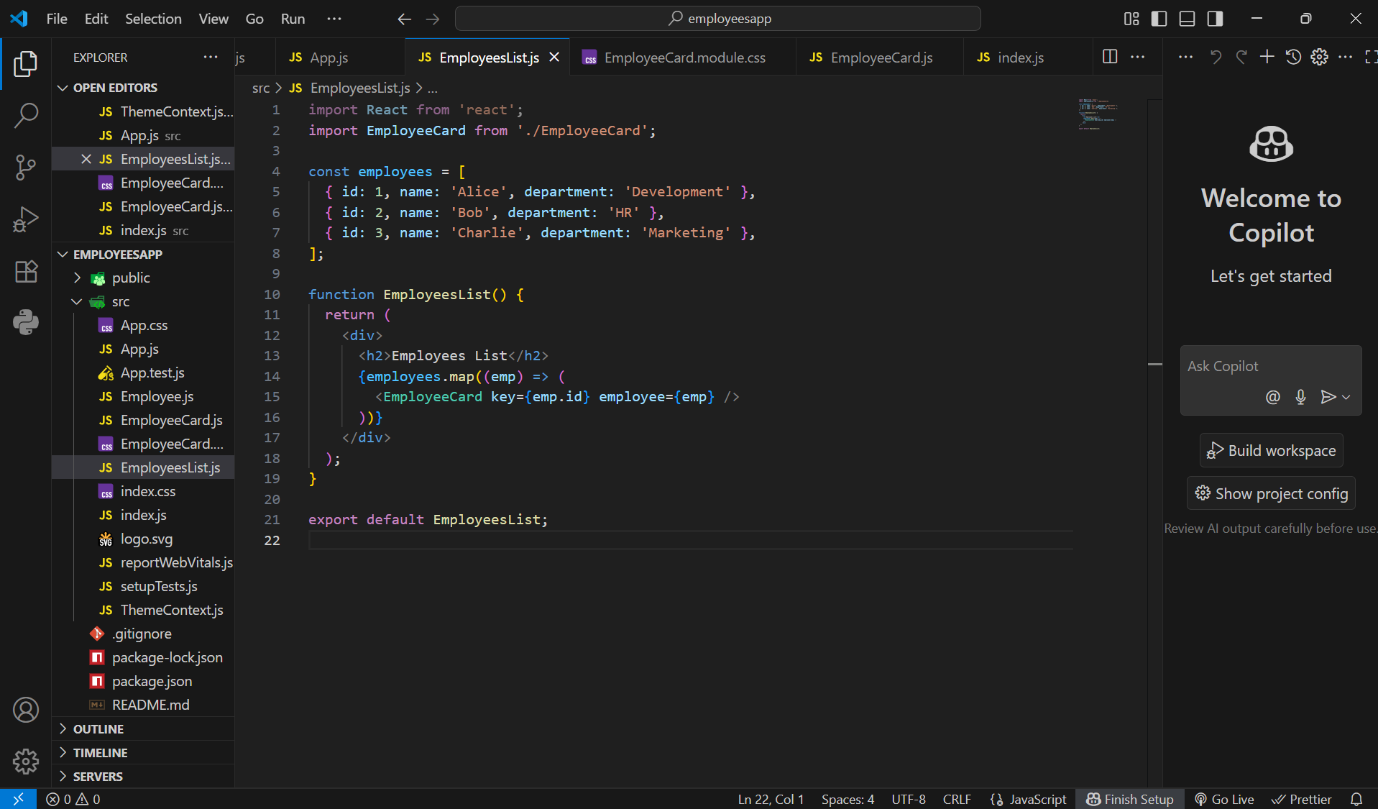 File Edit Selection View Go Run ···
employeesapp
EXPLORER ···
OPEN EDITORS
JS ThemeContext.js...
JS App.js src
JS EmployeesList.js...
css EmployeeCard....
JS EmployeeCard.js...
JS index.js src
EMPLOYEESAPP
public
src
css App.css
JS App.js
App.test.js
JS Employee.js
JS EmployeeCard.js
css EmployeeCard....
JS EmployeesList.js
css index.css
JS index.js
SVG logo.svg
JS reportWebVitals.js
JS setupTests.js
JS ThemeContext.js
.gitignore
package-lock.json
package.json
README.md
OUTLINE
TIMELINE
SERVERS
js JS App.js JS EmployeesList.js css EmployeeCard.module.css JS EmployeeCard.js JS index.js
src > JS EmployeesList.js > ...
1 import React from 'react';
2 import EmployeeCard from './EmployeeCard';
3
4 const employees = [
5 { id: 1, name: 'Alice', department: 'Development' },
6 { id: 2, name: 'Bob', department: 'HR' },
7 { id: 3, name: 'Charlie', department: 'Marketing' },
8 ];
9
10 function EmployeesList() {
11 return (
12 <div>
13 <h2>Employees List</h2>
14 {employees.map((emp) => (
15 <EmployeeCard key={emp.id} employee={emp} />
16 ))}
17 </div>
18 );
19 }
20
21 export default EmployeesList;
22
Welcome to
Copilot
Let's get started
Ask Copilot
@
Build workspace
Show project config
Review AI output carefully before use.
0 0 Ln 22, Col 1 Spaces: 4 UTF-8 CRLF {} JavaScript Finish Setup Go Live Prettier